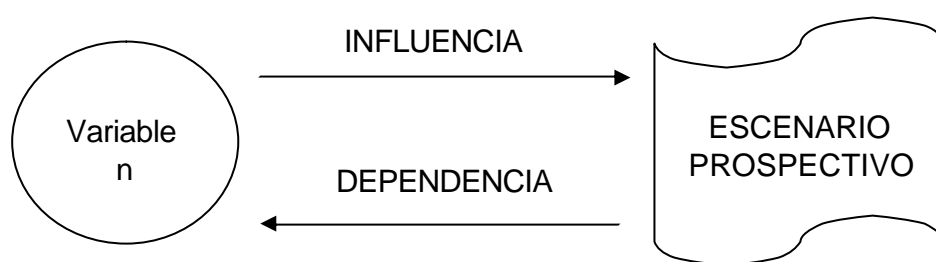 INFLUENCIA
Variable
n
ESCENARIO
PROSPECTIVO
DEPENDENCIA